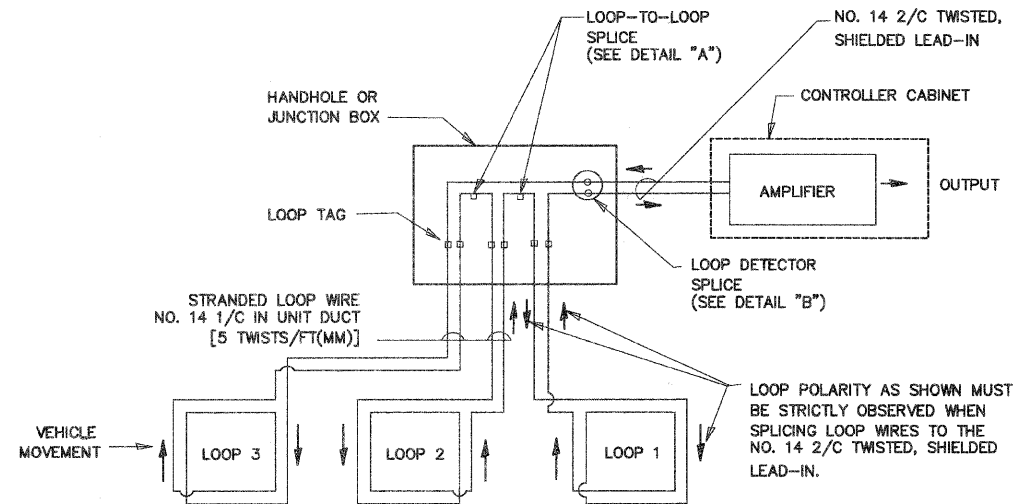 LOOP-TO-LOOP
SPLICE
(SEE DETAIL "A")
NO. 14 2/C TWISTED,
SHIELDED LEAD-IN
HANDHOLE OR
JUNCTION BOX
CONTROLLER CABINET
AMPLIFIER
OUTPUT
LOOP TAG
LOOP DETECTOR
SPLICE
(SEE DETAIL "B")
STRANDED LOOP WIRE
NO. 14 1/C IN UNIT DUCT
[5 TWISTS/FT(MM)]
LOOP POLARITY AS SHOWN MUST
BE STRICTLY OBSERVED WHEN
SPLICING LOOP WIRES TO THE
NO. 14 2/C TWISTED, SHIELDED
LEAD-IN.
VEHICLE
MOVEMENT
LOOP 3
LOOP 2
LOOP 1